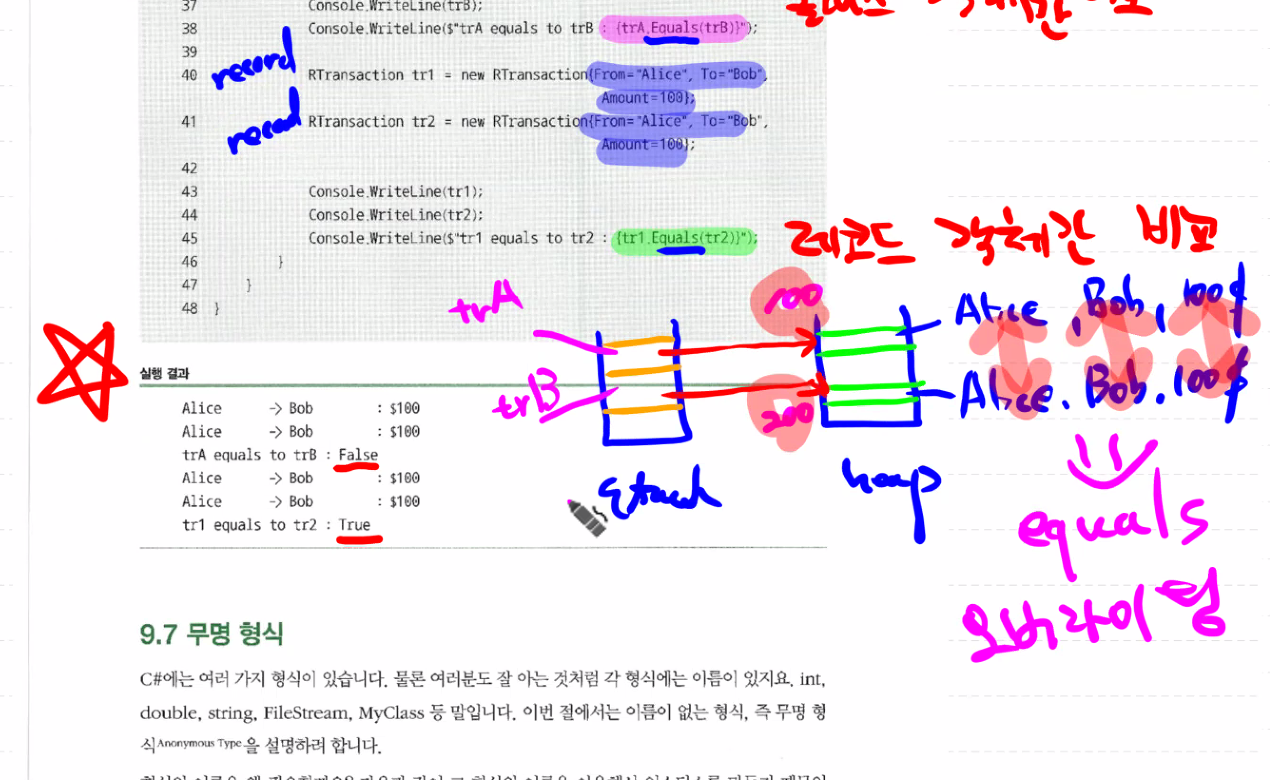 37 Console.WriteLine(trB);
38 Console.WriteLine($"trA equals to trB : {trA.Equals(trB)}");
39
record
40 RTransaction tr1 = new RTransaction{From="Alice", To="Bob",
Amount=100};
41 RTransaction tr2 = new RTransaction{From="Alice", To="Bob",
Amount=100};
record
42
43 Console.WriteLine(tr1);
44 Console.WriteLine(tr2);
45 Console.WriteLine($"tr1 equals to tr2 : {tr1.Equals(tr2)}");
레코드 객체간 비교
46 }
47 }
48 }
trA
100
Alice, Bob, 100$
trB
200
Alice. Bob. 100$
stack
heap
equals
오버라이딩
실행 결과
Alice -> Bob : $100
Alice -> Bob : $100
trA equals to trB : False
Alice -> Bob : $100
Alice -> Bob : $100
tr1 equals to tr2 : True
9.7 무명 형식
C#에는 여러 가지 형식이 있습니다. 물론 여러분도 잘 아는 것처럼 각 형식에는 이름이 있지요. int,
double, string, FileStream, MyClass 등 말입니다. 이번 절에서는 이름이 없는 형식, 즉 무명 형
식Anonymous Type을 설명하려 합니다.